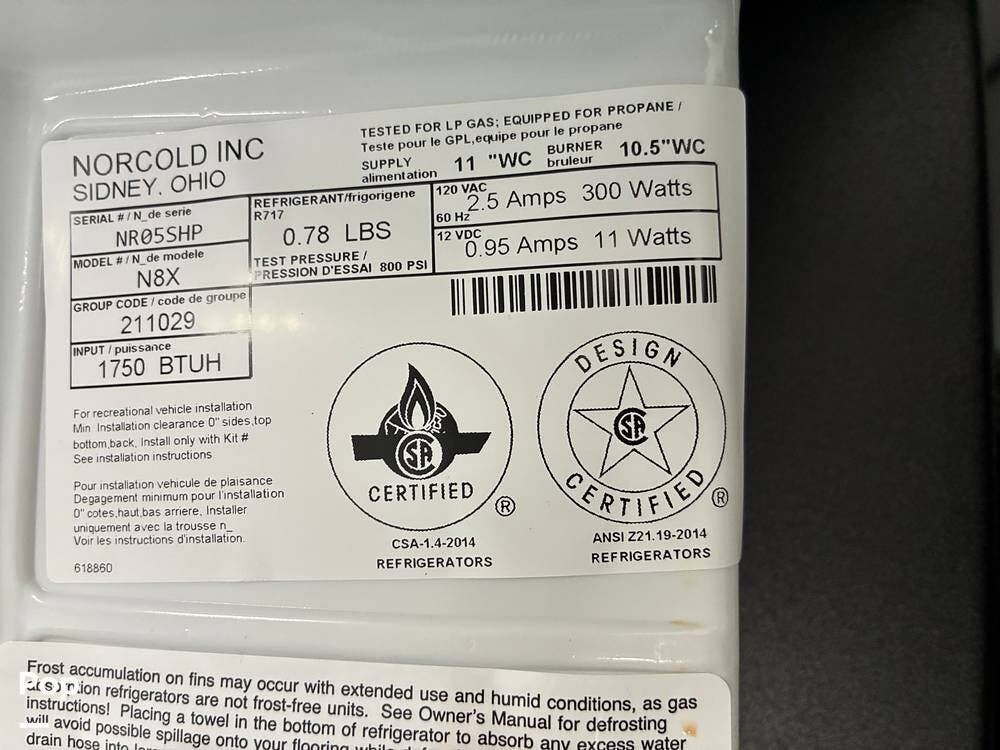 NORCOLD INC
SIDNEY, OHIO
TESTED FOR LP GAS; EQUIPPED FOR PROPANE /
Teste pour le GPL,equipe pour le propane
SUPPLY
alimentation
11 "WC
BURNER
bruleur
10.5"WC
SERIAL # / N_de serie
NR05SHP
MODEL # / N_de modele
N8X
GROUP CODE / code de groupe
211029
INPUT / puissance
1750 BTUH
REFRIGERANT/frigorigene
R717
0.78 LBS
TEST PRESSURE /
PRESSION D'ESSAI 800 PSI
120 VAC
60 Hz
2.5 Amps 300 Watts
12 VDC
0.95 Amps 11 Watts
For recreational vehicle installation
Min Installation clearance 0" sides,top
bottom,back, Install only with Kit #
See installation instructions
Pour installation vehicule de plaisance
Degagement minimum pour l'installation
0" cotes,haut,bas arriere, Installer
uniquement avec la trousse n_
Voir les instructions d'installation.
618860
CSA
CERTIFIED
®
CSA-1.4-2014
REFRIGERATORS
DESIGN
CSA
CERTIFIED
®
ANSI Z21.19-2014
REFRIGERATORS
Frost accumulation on fins may occur with extended use and humid conditions, as gas
absorption refrigerators are not frost-free units. See Owner's Manual for defrosting
instructions! Placing a towel in the bottom of refrigerator to absorb any excess water
will avoid possible spillage onto your flooring while
drain hose into
Pop